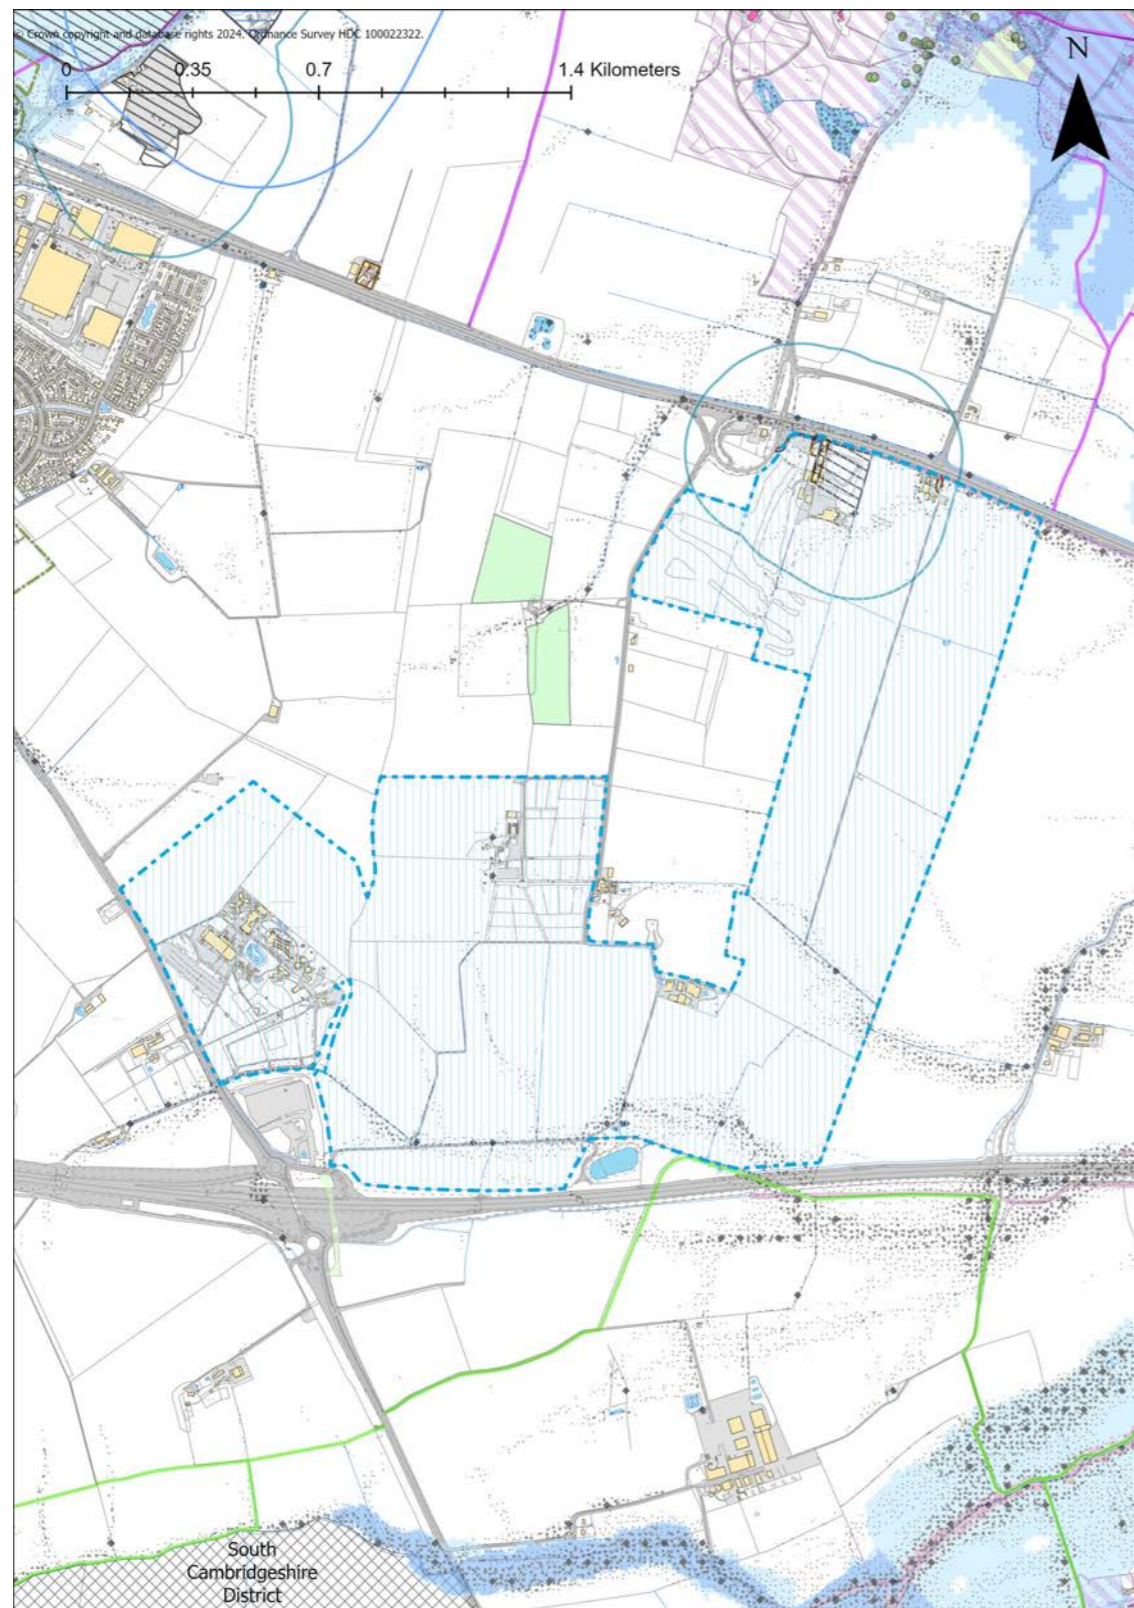 © Crown copyright and database rights 2024. Ordnance Survey HDC 100022322.
0 0.35 0.7 1.4 Kilometers
N
South
Cambridgeshire
District